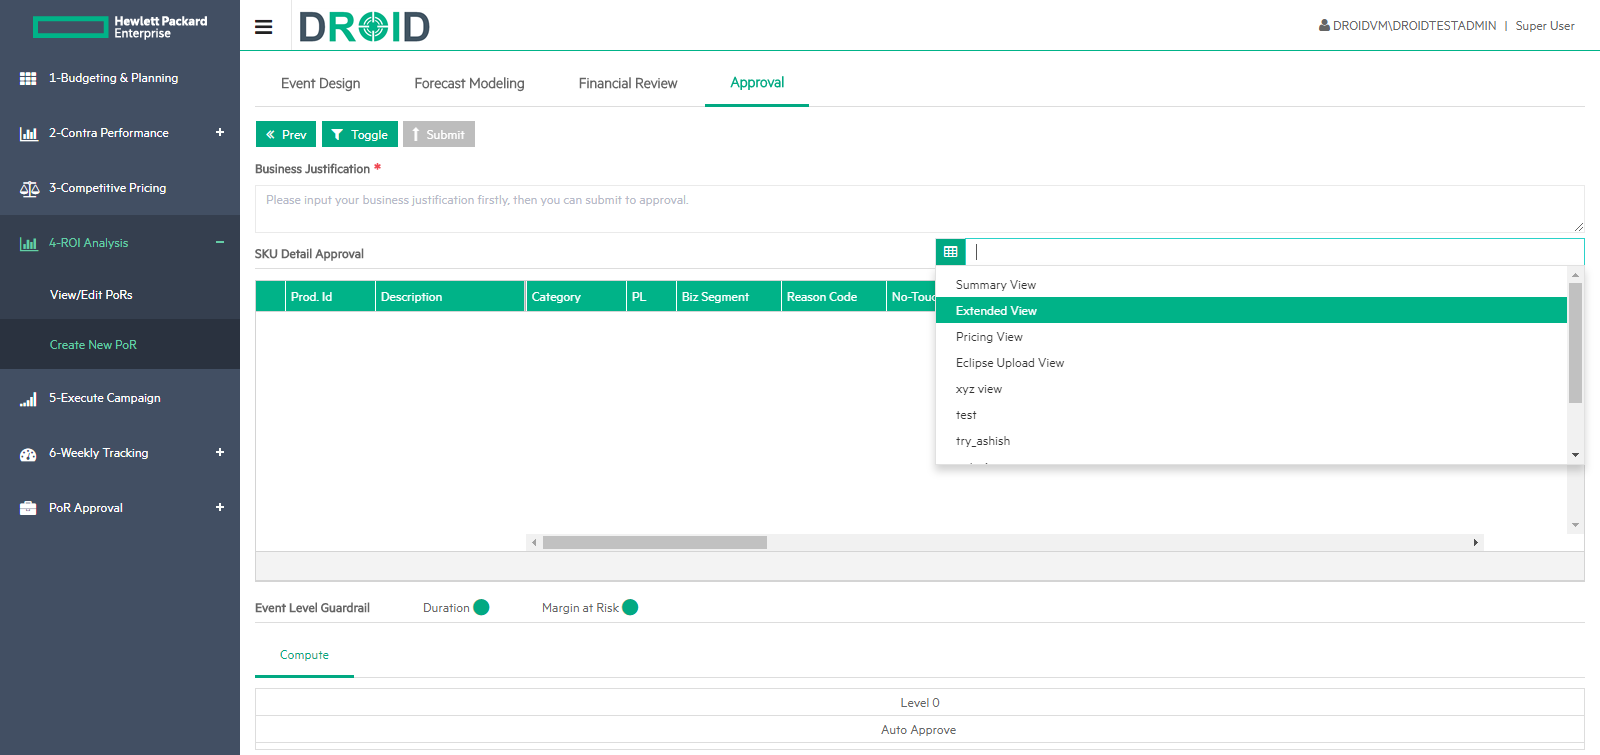 Hewlett Packard
Enterprise
DROID
DROIDVM\DROIDTESTADMIN | Super User
1-Budgeting & Planning
2-Contra Performance +
3-Competitive Pricing
4-ROI Analysis −
View/Edit PoRs
Create New PoR
5-Execute Campaign
6-Weekly Tracking +
PoR Approval +
Event Design Forecast Modeling Financial Review Approval
Prev Toggle Submit
Business Justification *
Please input your business justification firstly, then you can submit to approval.
SKU Detail Approval
Prod. Id Description Category PL Biz Segment Reason Code
Summary View
Extended View
Pricing View
Eclipse Upload View
xyz view
test
try_ashish
Event Level Guardrail Duration Margin at Risk
Compute
Level 0
Auto Approve